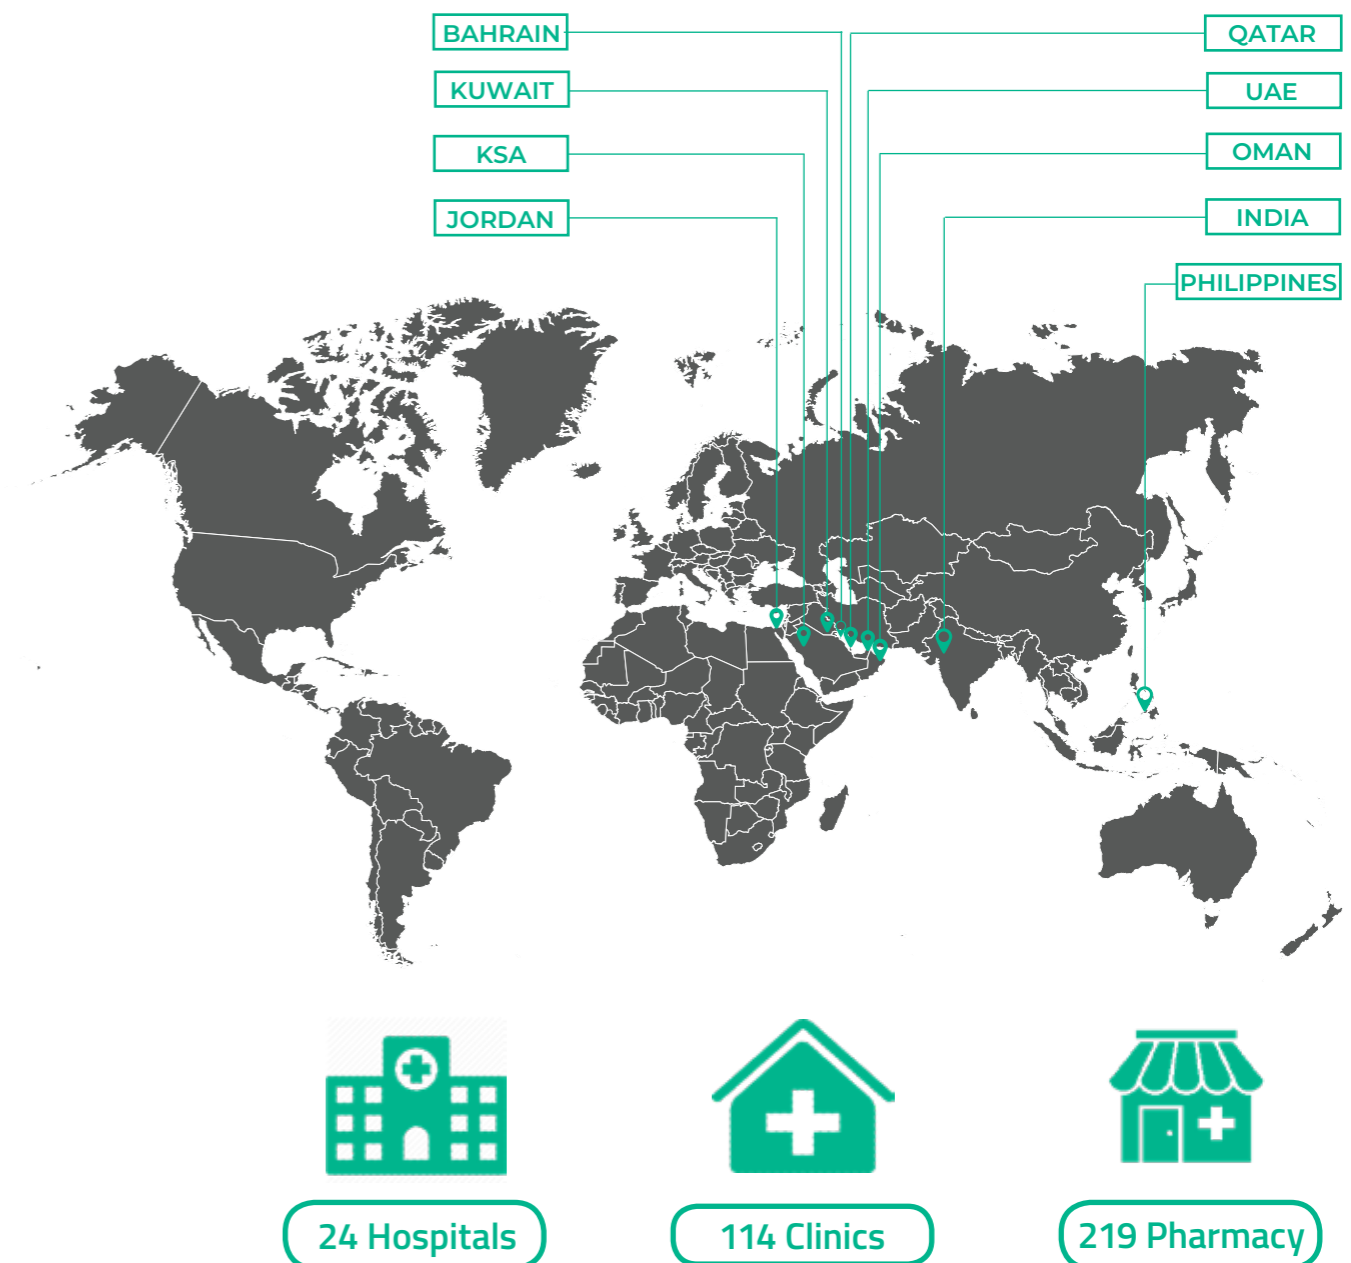 BAHRAIN
KUWAIT
KSA
JORDAN
QATAR
UAE
OMAN
INDIA
PHILIPPINES
24 Hospitals
114 Clinics
219 Pharmacy